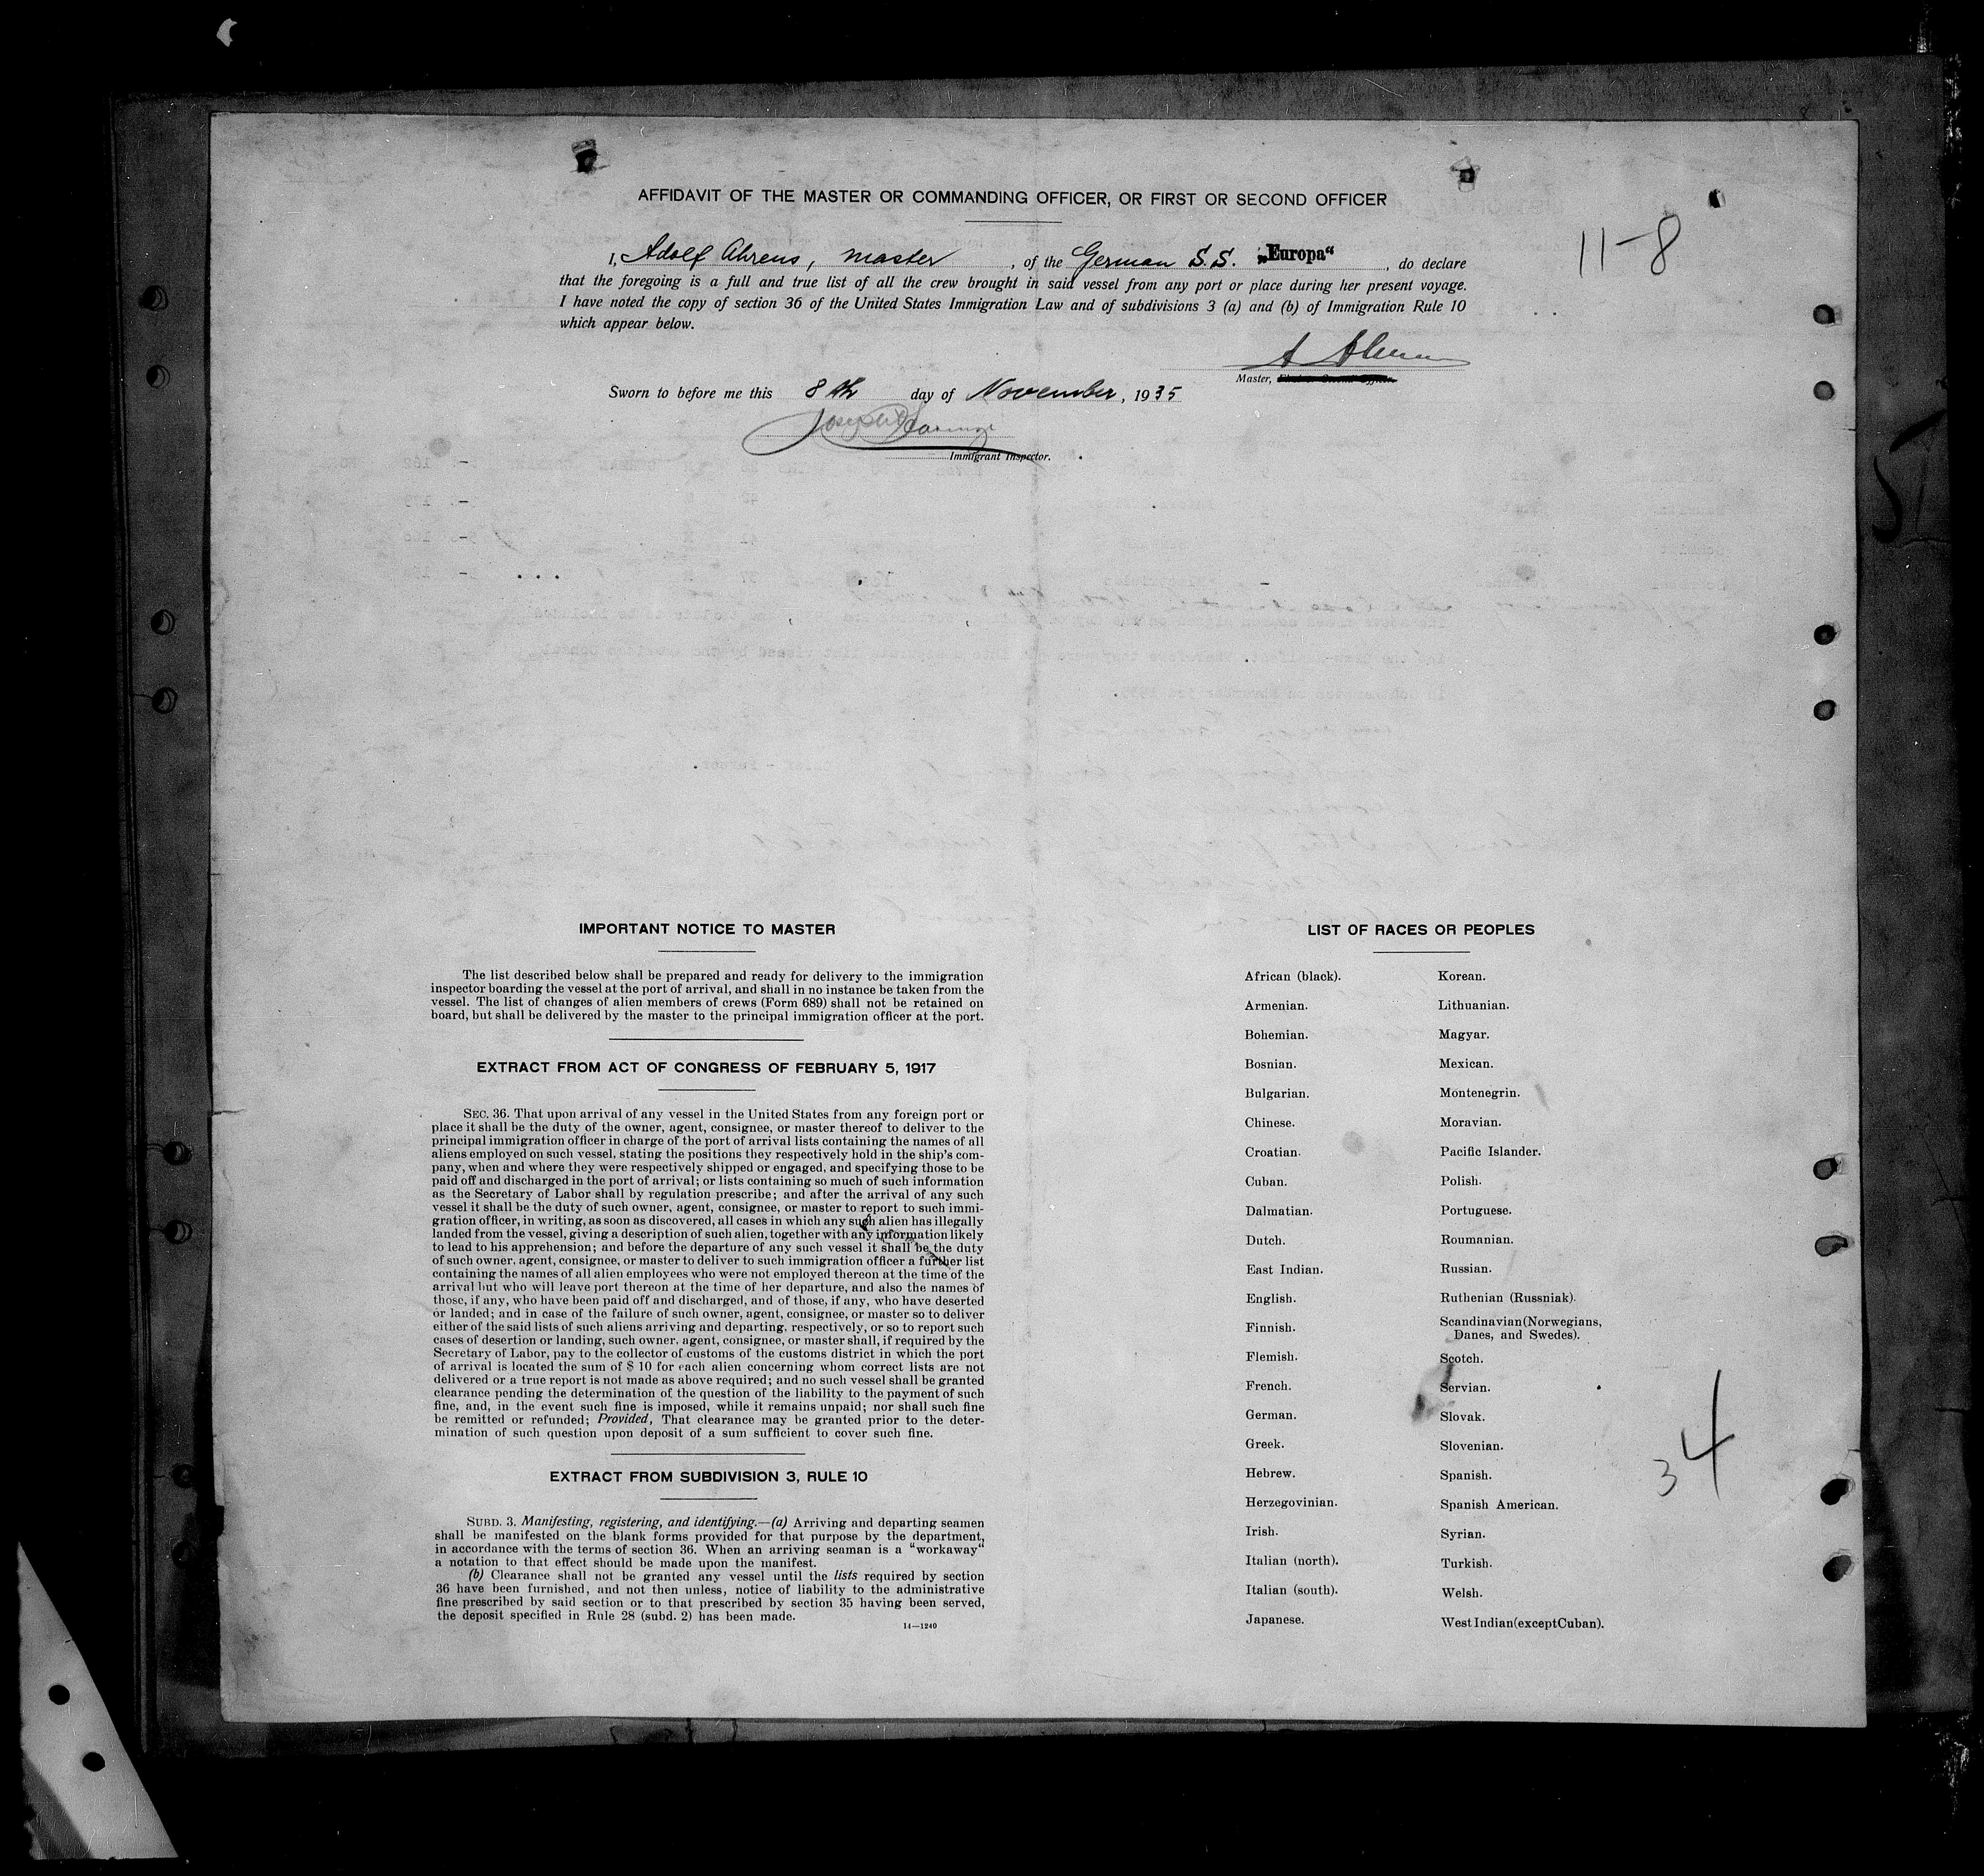 AFFIDAVIT OF THE MASTER OR COMMANDING OFFICER, OR FIRST OR SECOND OFFICER
11-8
I, Adolf Ahrens, master, of the German S.S. „Europa“, do declare
that the foregoing is a full and true list of all the crew brought in said vessel from any port or place during her present voyage.
I have noted the copy of section 36 of the United States Immigration Law and of subdivisions 3 (a) and (b) of Immigration Rule 10
which appear below.
A Ahrens
Master,
Sworn to before me this 8th day of November, 1935
Joseph
Immigrant Inspector.
IMPORTANT NOTICE TO MASTER
The list described below shall be prepared and ready for delivery to the immigration
inspector boarding the vessel at the port of arrival, and shall in no instance be taken from the
vessel. The list of changes of alien members of crews (Form 689) shall not be retained on
board, but shall be delivered by the master to the principal immigration officer at the port.
EXTRACT FROM ACT OF CONGRESS OF FEBRUARY 5, 1917
SEC. 36. That upon arrival of any vessel in the United States from any foreign port or
place it shall be the duty of the owner, agent, consignee, or master thereof to deliver to the
principal immigration officer in charge of the port of arrival lists containing the names of all
aliens employed on such vessel, stating the positions they respectively hold in the ship's com-
pany, when and where they were respectively shipped or engaged, and specifying those to be
paid off and discharged in the port of arrival; or lists containing so much of such information
as the Secretary of Labor shall by regulation prescribe; and after the arrival of any such
vessel it shall be the duty of such owner, agent, consignee, or master to report to such immi-
gration officer, in writing, as soon as discovered, all cases in which any such alien has illegally
landed from the vessel, giving a description of such alien, together with any information likely
to lead to his apprehension; and before the departure of any such vessel it shall be the duty
of such owner, agent, consignee, or master to deliver to such immigration officer a further list
containing the names of all alien employees who were not employed thereon at the time of the
arrival but who will leave port thereon at the time of her departure, and also the names of
those, if any, who have been paid off and discharged, and of those, if any, who have deserted
or landed; and in case of the failure of such owner, agent, consignee, or master so to deliver
either of the said lists of such aliens arriving and departing, respectively, or so to report such
cases of desertion or landing, such owner, agent, consignee, or master shall, if required by the
Secretary of Labor, pay to the collector of customs of the customs district in which the port
of arrival is located the sum of $ 10 for each alien concerning whom correct lists are not
delivered or a true report is not made as above required; and no such vessel shall be granted
clearance pending the determination of the question of the liability to the payment of such
fine, and, in the event such fine is imposed, while it remains unpaid; nor shall such fine
be remitted or refunded; Provided, That clearance may be granted prior to the deter-
mination of such question upon deposit of a sum sufficient to cover such fine.
EXTRACT FROM SUBDIVISION 3, RULE 10
SUBD. 3. Manifesting, registering, and identifying.—(a) Arriving and departing seamen
shall be manifested on the blank forms provided for that purpose by the department,
in accordance with the terms of section 36. When an arriving seaman is a "workaway"
a notation to that effect should be made upon the manifest.
(b) Clearance shall not be granted any vessel until the lists required by section
36 have been furnished, and not then unless, notice of liability to the administrative
fine prescribed by said section or to that prescribed by section 35 having been served,
the deposit specified in Rule 28 (subd. 2) has been made.
14—1240
LIST OF RACES OR PEOPLES
African (black).
Armenian.
Bohemian.
Bosnian.
Bulgarian.
Chinese.
Croatian.
Cuban.
Dalmatian.
Dutch.
East Indian.
English.
Finnish.
Flemish.
French.
German.
Greek.
Hebrew.
Herzegovinian.
Irish.
Italian (north).
Italian (south).
Japanese.
Korean.
Lithuanian.
Magyar.
Mexican.
Montenegrin.
Moravian.
Pacific Islander.
Polish.
Portuguese.
Roumanian.
Russian.
Ruthenian (Russniak).
Scandinavian (Norwegians,
Danes, and Swedes).
Scotch.
Servian.
Slovak.
Slovenian.
Spanish.
Spanish American.
Syrian.
Turkish.
Welsh.
West Indian (except Cuban).
34